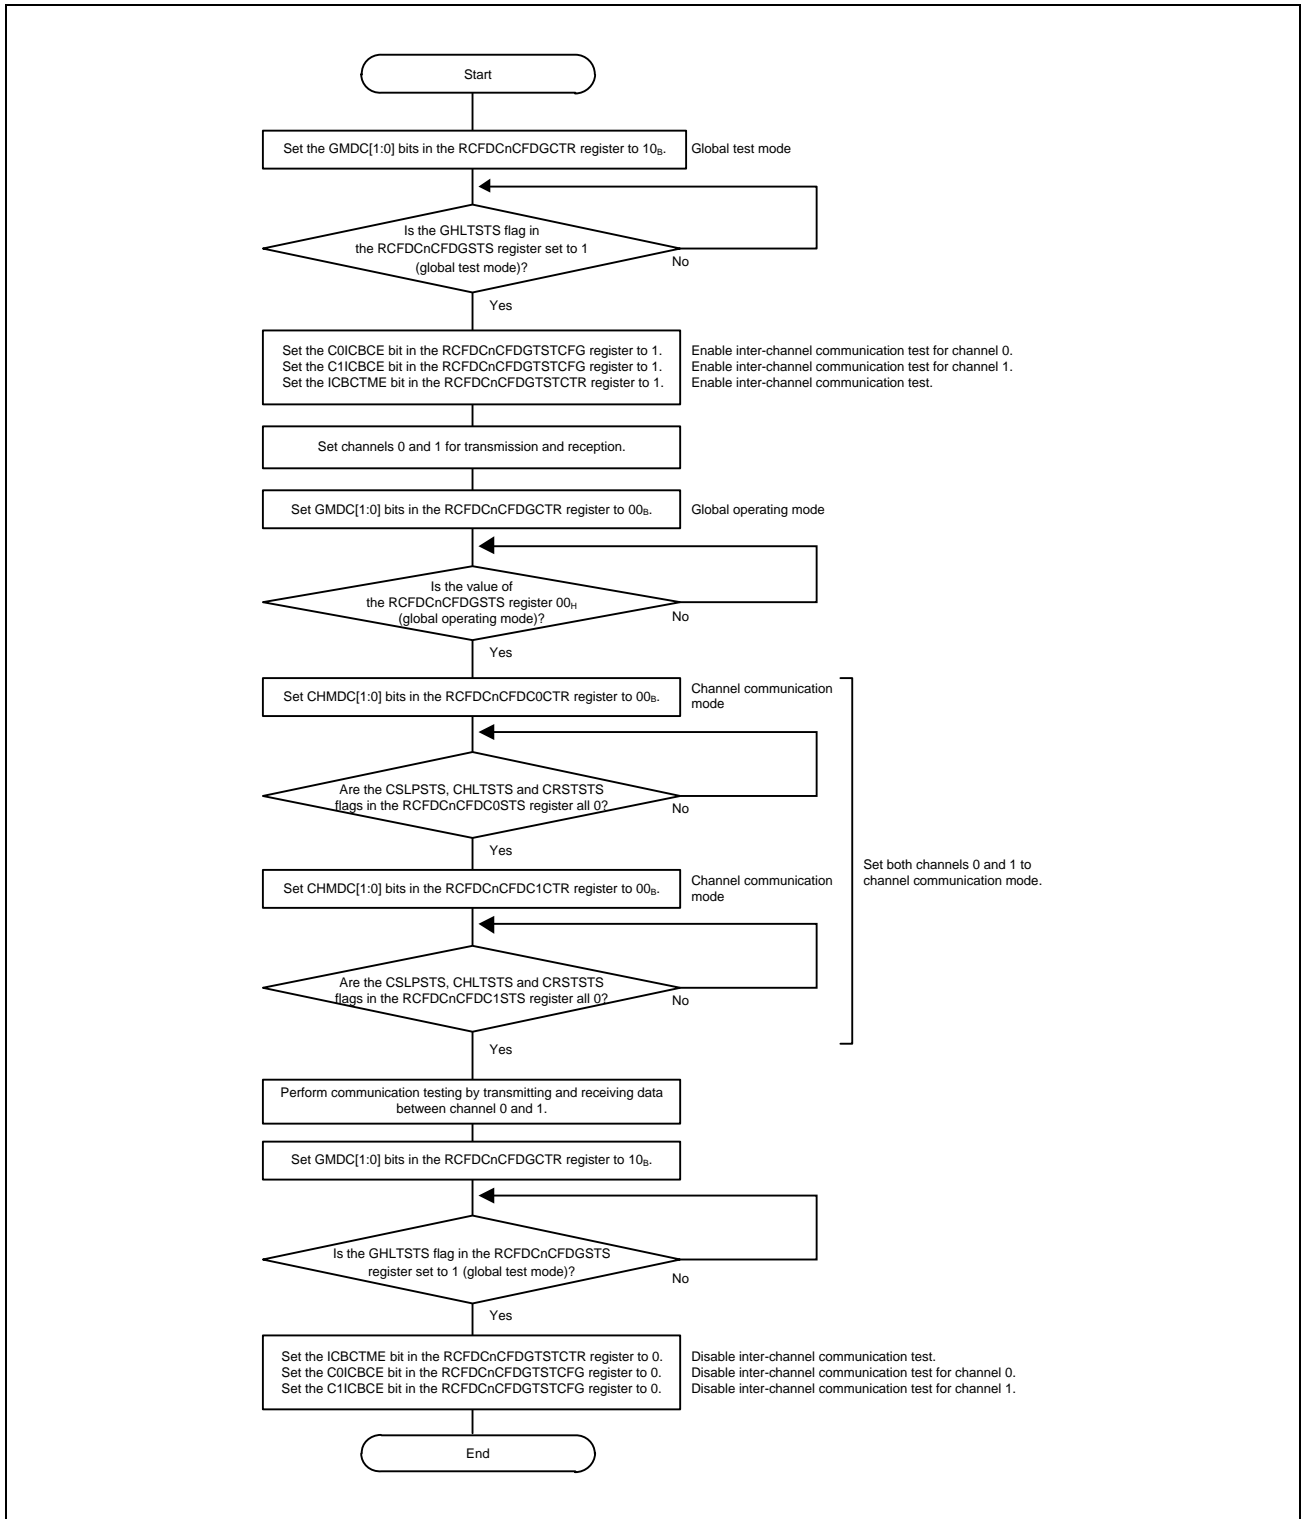 Start
Set the GMDC[1:0] bits in the RCFDCnCFDGCTR register to 10B.
Global test mode
Is the GHLTSTS flag in
the RCFDCnCFDGSTS register set to 1
(global test mode)?
No
Yes
Set the C0ICBCE bit in the RCFDCnCFDGTSTCFG register to 1.
Set the C1ICBCE bit in the RCFDCnCFDGTSTCFG register to 1.
Set the ICBCTME bit in the RCFDCnCFDGTSTCTR register to 1.
Enable inter-channel communication test for channel 0.
Enable inter-channel communication test for channel 1.
Enable inter-channel communication test.
Set channels 0 and 1 for transmission and reception.
Set GMDC[1:0] bits in the RCFDCnCFDGCTR register to 00B.
Global operating mode
Is the value of
the RCFDCnCFDGSTS register 00H
(global operating mode)?
No
Yes
Set CHMDC[1:0] bits in the RCFDCnCFDC0CTR register to 00B.
Channel communication
mode
Are the CSLPSTS, CHLTSTS and CRSTSTS
flags in the RCFDCnCFDC0STS register all 0?
No
Yes
Set CHMDC[1:0] bits in the RCFDCnCFDC1CTR register to 00B.
Channel communication
mode
Set both channels 0 and 1 to
channel communication mode.
Are the CSLPSTS, CHLTSTS and CRSTSTS
flags in the RCFDCnCFDC1STS register all 0?
No
Yes
Perform communication testing by transmitting and receiving data
between channel 0 and 1.
Set GMDC[1:0] bits in the RCFDCnCFDGCTR register to 10B.
Is the GHLTSTS flag in the RCFDCnCFDGSTS
register set to 1 (global test mode)?
No
Yes
Set the ICBCTME bit in the RCFDCnCFDGTSTCTR register to 0.
Set the C0ICBCE bit in the RCFDCnCFDGTSTCFG register to 0.
Set the C1ICBCE bit in the RCFDCnCFDGTSTCFG register to 0.
Disable inter-channel communication test.
Disable inter-channel communication test for channel 0.
Disable inter-channel communication test for channel 1.
End